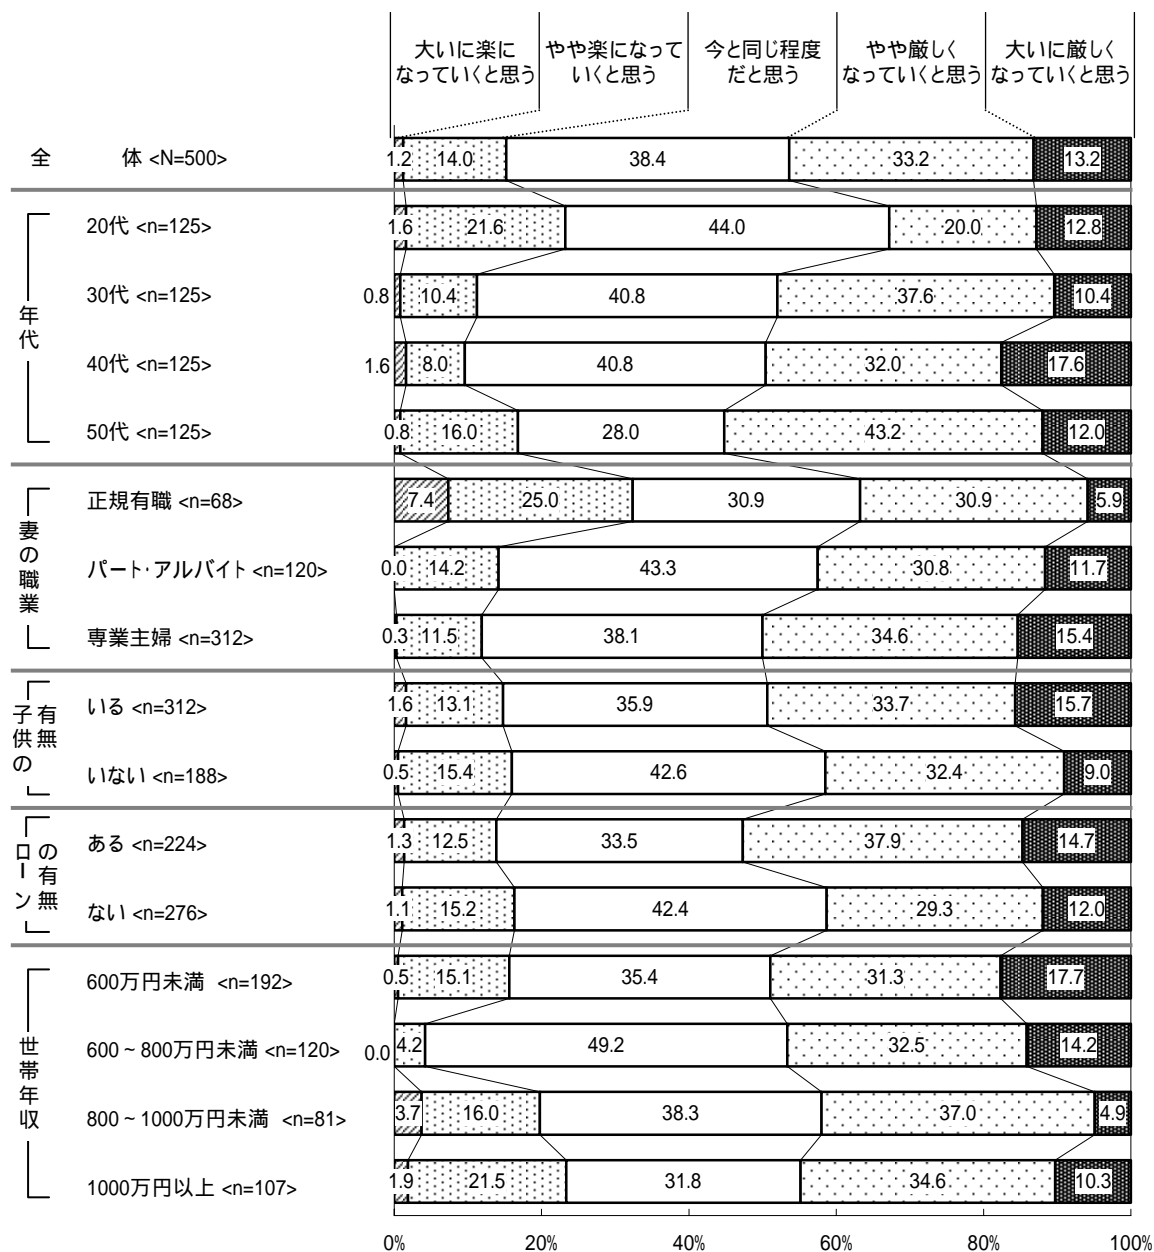 大いに楽に
なっていくと思う
やや楽になって
いくと思う
今と同じ程度
だと思う
やや厳しく
なっていくと思う
大いに厳しく
なっていくと思う
全 体 <N=500> 1.2 14.0 38.4 33.2 13.2
年代
20代 <n=125> 1.6 21.6 44.0 20.0 12.8
30代 <n=125> 0.8 10.4 40.8 37.6 10.4
40代 <n=125> 1.6 8.0 40.8 32.0 17.6
50代 <n=125> 0.8 16.0 28.0 43.2 12.0
妻の職業
正規有職 <n=68> 7.4 25.0 30.9 30.9 5.9
パート・アルバイト <n=120> 0.0 14.2 43.3 30.8 11.7
専業主婦 <n=312> 0.3 11.5 38.1 34.6 15.4
子供の
有無
いる <n=312> 1.6 13.1 35.9 33.7 15.7
いない <n=188> 0.5 15.4 42.6 32.4 9.0
ローン
の有無
ある <n=224> 1.3 12.5 33.5 37.9 14.7
ない <n=276> 1.1 15.2 42.4 29.3 12.0
世帯年収
600万円未満 <n=192> 0.5 15.1 35.4 31.3 17.7
600~800万円未満 <n=120> 0.0 4.2 49.2 32.5 14.2
800~1000万円未満 <n=81> 3.7 16.0 38.3 37.0 4.9
1000万円以上 <n=107> 1.9 21.5 31.8 34.6 10.3
0% 20% 40% 60% 80% 100%